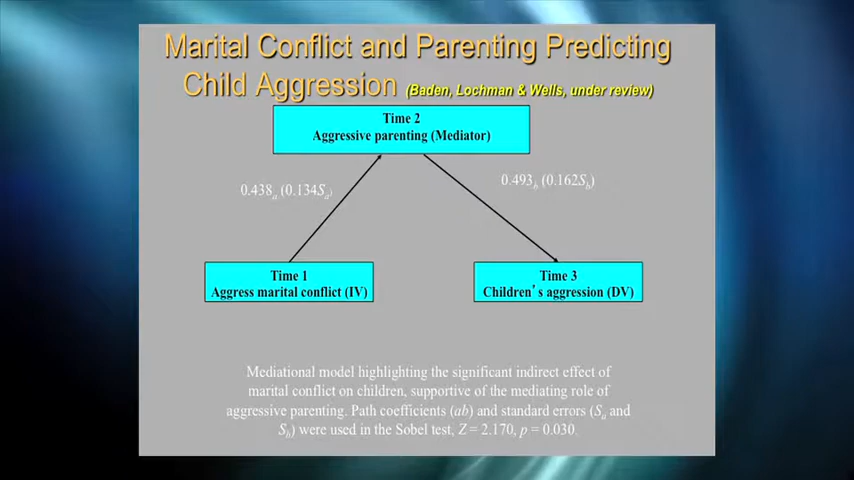 Marital Conflict and Parenting Predicting
Child Aggression (Baden, Lochman & Wells, under review)
Time 2
Aggressive parenting (Mediator)
0.438a (0.134Sa)
0.493b (0.162Sb)
Time 1
Aggress marital conflict (IV)
Time 3
Children's aggression (DV)
Mediational model highlighting the significant indirect effect of
marital conflict on children, supportive of the mediating role of
aggressive parenting. Path coefficients (ab) and standard errors (Sa and
Sb) were used in the Sobel test, Z = 2.170, p = 0.030.